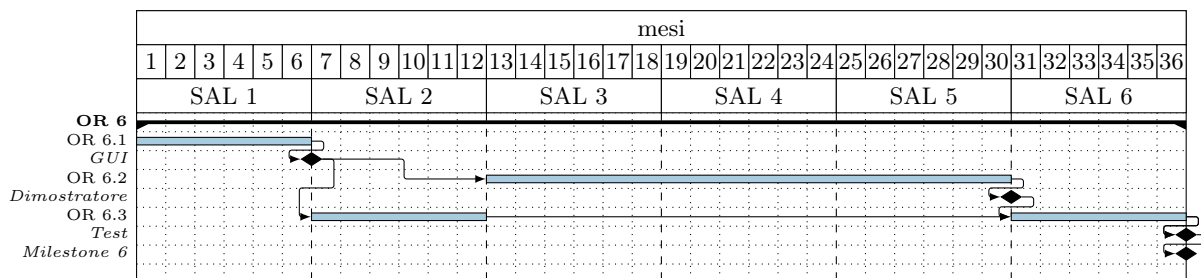 mesi
1 2 3 4 5 6 7 8 9 10 11 12 13 14 15 16 17 18 19 20 21 22 23 24 25 26 27 28 29 30 31 32 33 34 35 36
SAL 1 SAL 2 SAL 3 SAL 4 SAL 5 SAL 6
OR 6
OR 6.1
GUI
OR 6.2
Dimostratore
OR 6.3
Test
Milestone 6